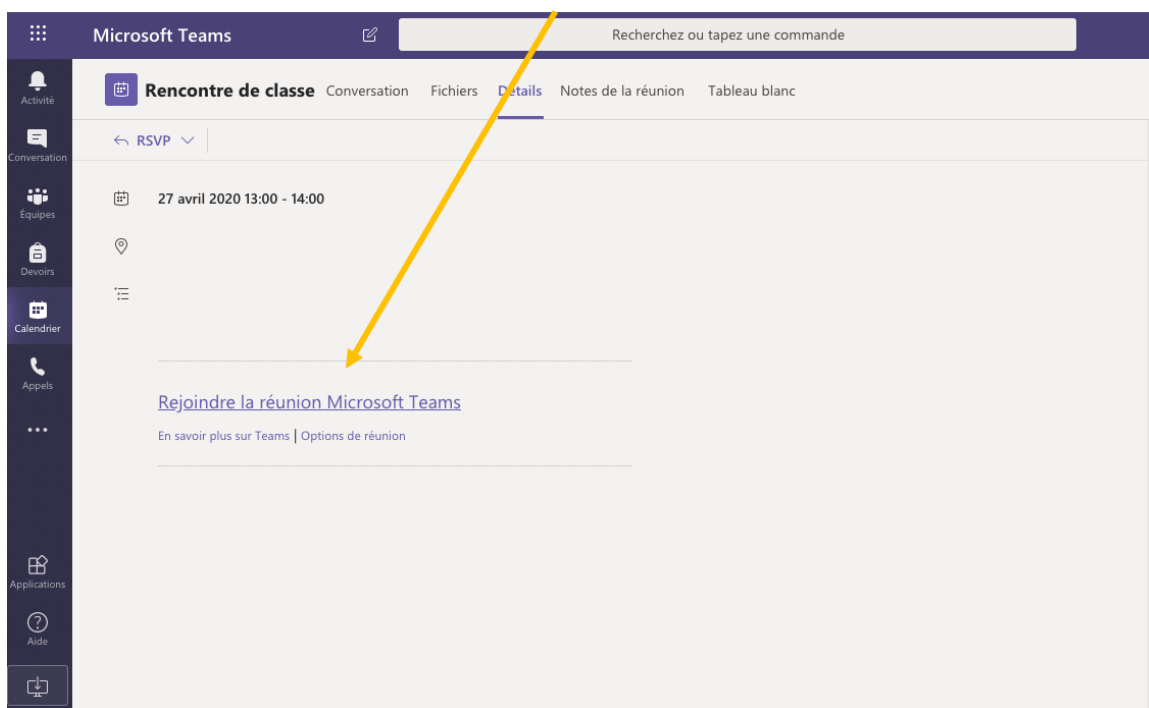 Microsoft Teams
Recherchez ou tapez une commande
Activité
Rencontre de classe Conversation Fichiers Détails Notes de la réunion Tableau blanc
RSVP
Conversation
27 avril 2020 13:00 - 14:00
Équipes
Devoirs
Calendrier
Appels
Rejoindre la réunion Microsoft Teams
En savoir plus sur Teams | Options de réunion
Applications
Aide